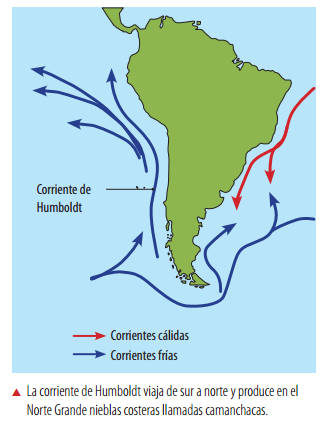 Corriente de
Humboldt
Corrientes cálidas
Corrientes frías
La corriente de Humboldt viaja de sur a norte y produce en el
Norte Grande nieblas costeras llamadas camanchacas.